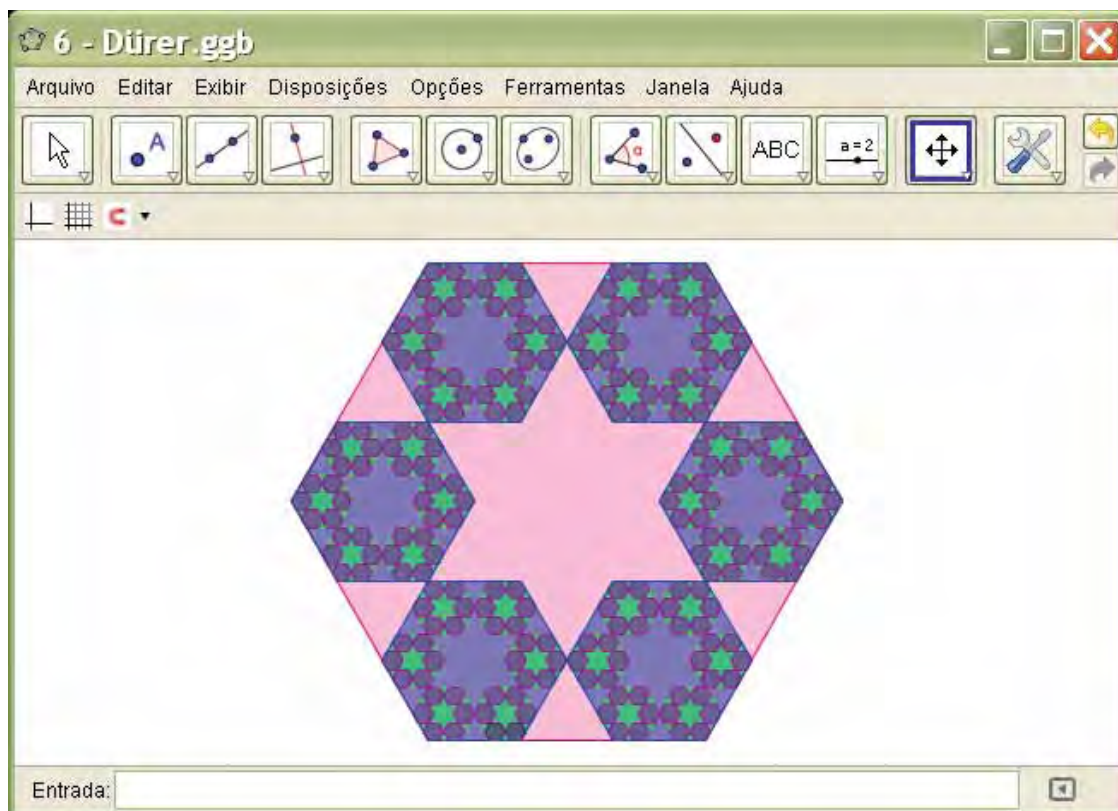 6 - Dürer.ggb
Arquivo Editar Exibir Disposições Opções Ferramentas Janela Ajuda
A α ABC a = 2
Entrada: